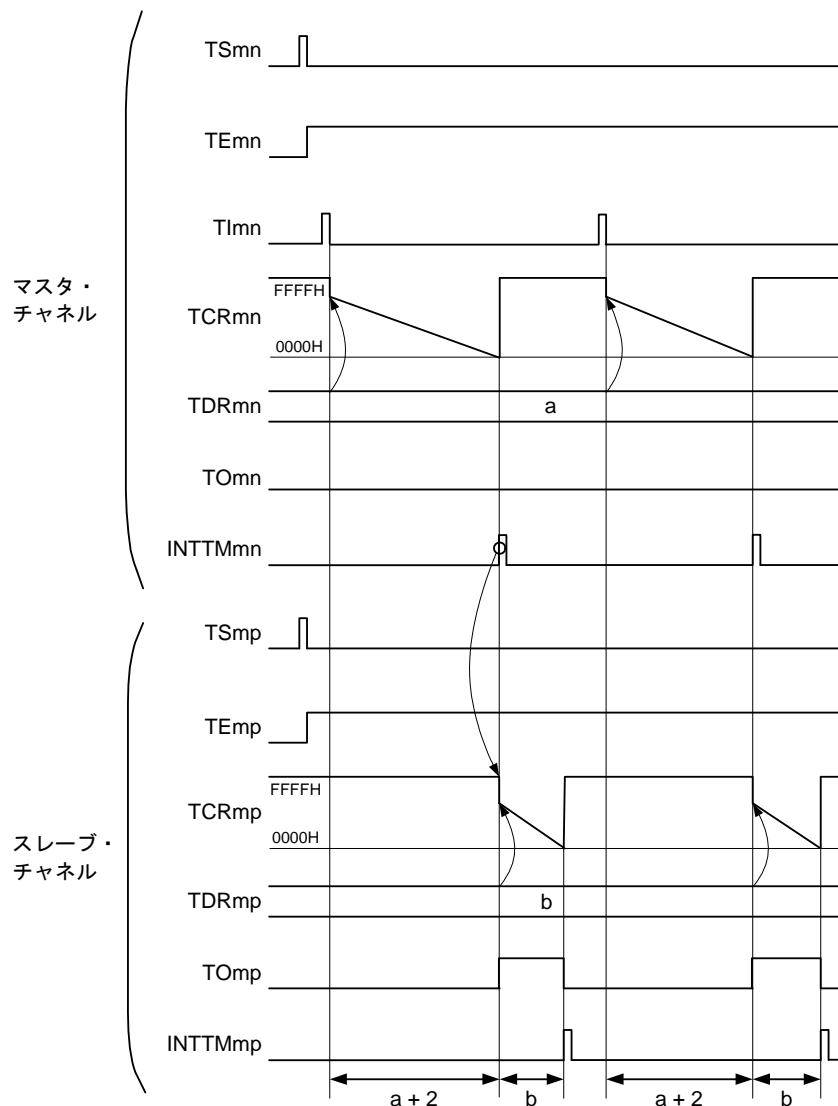 マスタ・
チャネル
TSmn
TEmn
TImn
TCRmn
FFFFH
0000H
TDRmn
a
TOmn
INTTMmn
スレーブ・
チャネル
TSmp
TEmp
TCRmp
FFFFH
0000H
TDRmp
b
TOmp
INTTMmp
a + 2 b a + 2 b